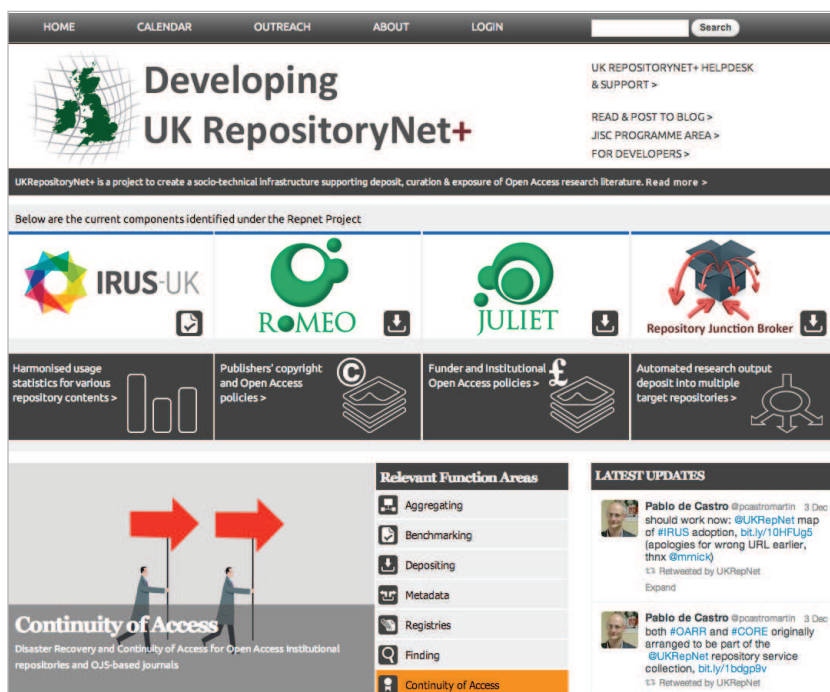 HOME CALENDAR OUTREACH ABOUT LOGIN Search
Developing
UK RepositoryNet+
UK REPOSITORYNET+ HELPDESK
& SUPPORT >
READ & POST TO BLOG >
JISC PROGRAMME AREA >
FOR DEVELOPERS >
UKRepositoryNet+ is a project to create a socio-technical infrastructure supporting deposit, curation & exposure of Open Access research literature. Read more >
Below are the current components identified under the Repnet Project
IRUS-UK
RoMEO
JULIET
Repository Junction Broker
Harmonised usage
statistics for various
repository contents >
Publishers' copyright
and Open Access
policies >
©
Funder and Institutional
Open Access policies >
£
Automated research output
deposit into multiple
target repositories >
Continuity of Access
Disaster Recovery and Continuity of Access for Open Access Institutional
repositories and OJS-based journals
Relevant Function Areas
Aggregating
Benchmarking
Depositing
Metadata
Registries
Finding
Continuity of Access
LATEST UPDATES
Pablo de Castro @pcastromartin 3 Dec
should work now: @UKRepNet map
of #IRUS adoption, bit.ly/10HFUg5
(apologies for wrong URL earlier,
thnx @mrnick)
Retweeted by UKRepNet
Expand
Pablo de Castro @pcastromartin 3 Dec
both #OARR and #CORE originally
arranged to be part of the
@UKRepNet repository service
collection, bit.ly/1bdgp9v
Retweeted by UKRepNet